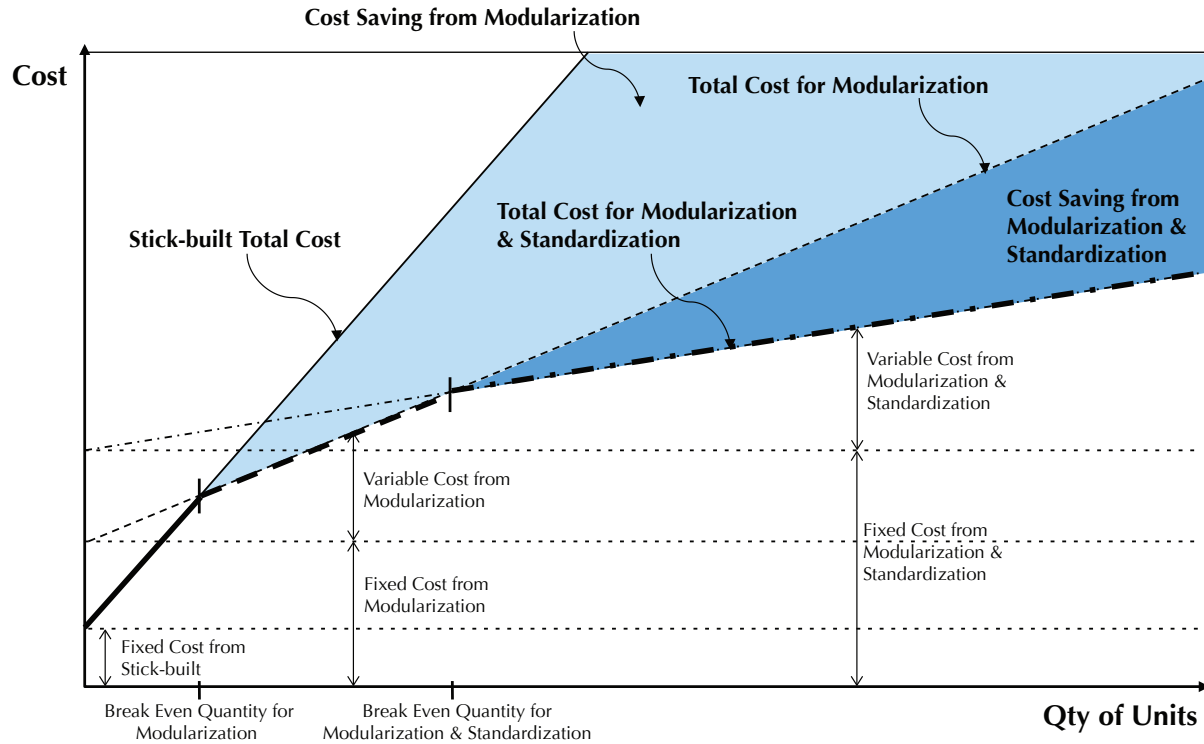 Cost Saving from Modularization
Cost
Total Cost for Modularization
Total Cost for Modularization
& Standardization
Cost Saving from
Modularization &
Standardization
Stick-built Total Cost
Variable Cost from
Modularization &
Standardization
Variable Cost from
Modularization
Fixed Cost from
Modularization &
Standardization
Fixed Cost from
Modularization
Fixed Cost from
Stick-built
Break Even Quantity for
Modularization
Break Even Quantity for
Modularization & Standardization
Qty of Units